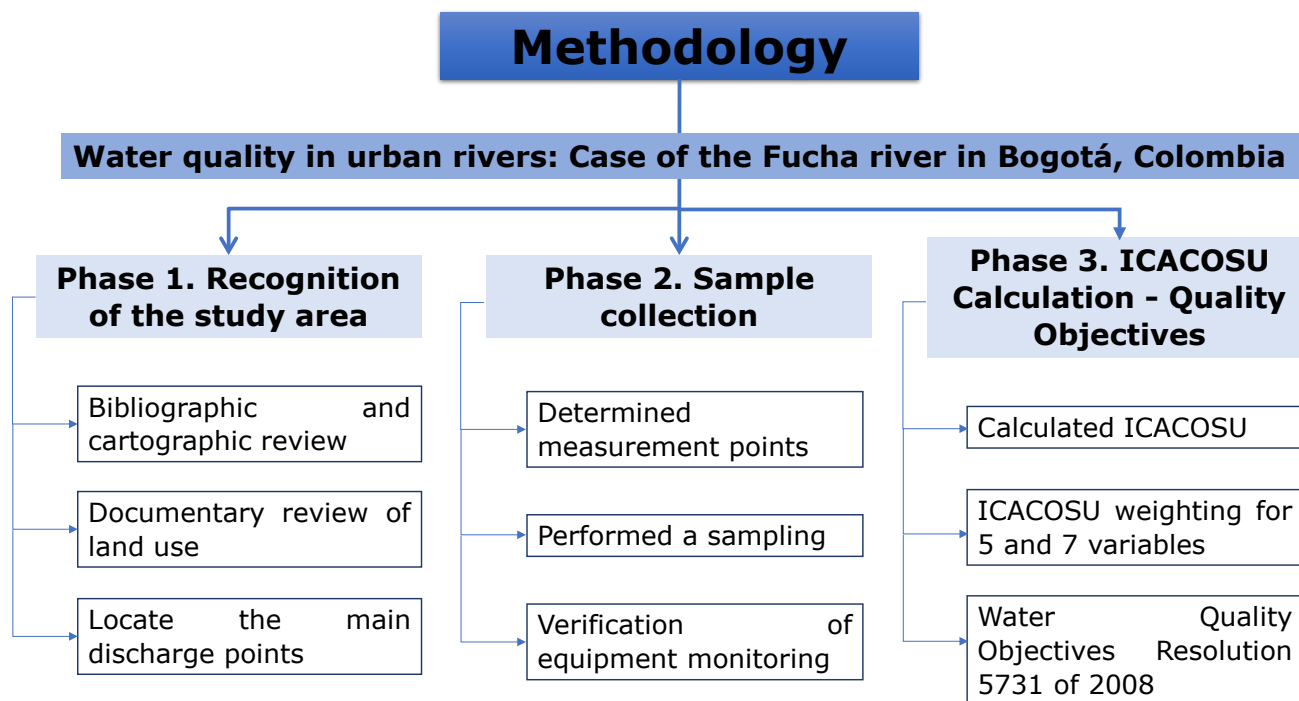 Methodology
Water quality in urban rivers: Case of the Fucha river in Bogotá, Colombia
Phase 1. Recognition
of the study area
Bibliographic and
cartographic review
Documentary review of
land use
Locate the main
discharge points
Phase 2. Sample
collection
Determined
measurement points
Performed a sampling
Verification of
equipment monitoring
Phase 3. ICACOSU
Calculation - Quality
Objectives
Calculated ICACOSU
ICACOSU weighting for
5 and 7 variables
Water Quality
Objectives Resolution
5731 of 2008